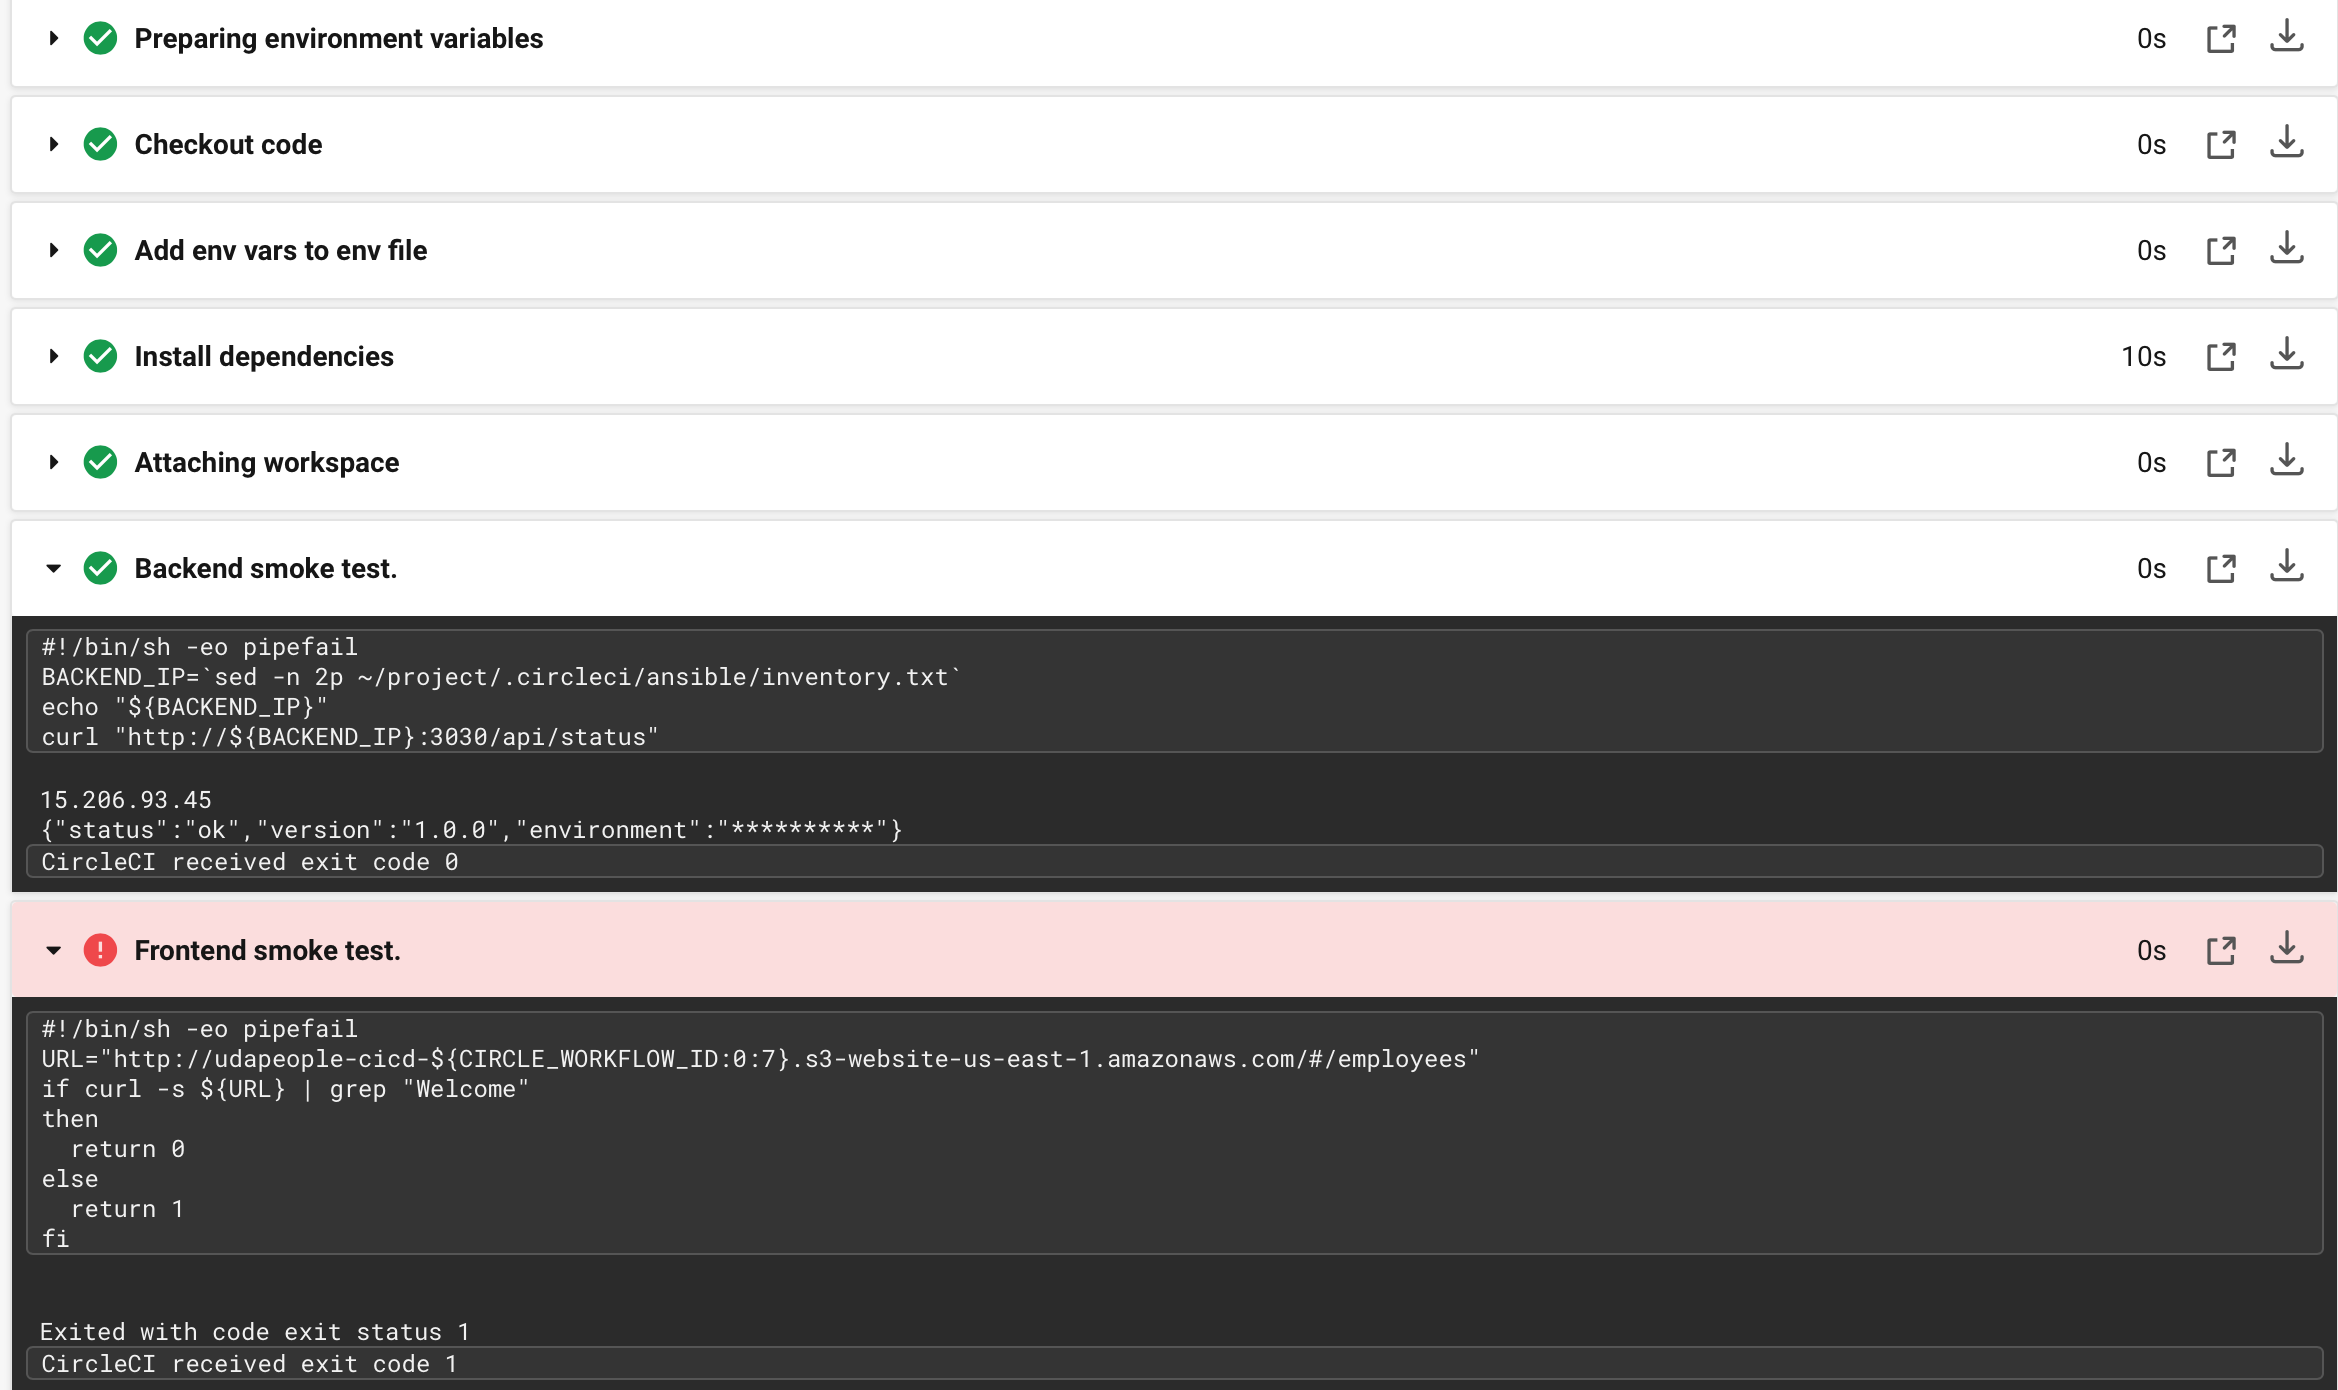 Preparing environment variables 0s
Checkout code 0s
Add env vars to env file 0s
Install dependencies 10s
Attaching workspace 0s
Backend smoke test. 0s
#!/bin/sh -eo pipefail
BACKEND_IP=`sed -n 2p ~/project/.circleci/ansible/inventory.txt`
echo "${BACKEND_IP}"
curl "http://${BACKEND_IP}:3030/api/status"
15.206.93.45
{"status":"ok","version":"1.0.0","environment":"**********"}
CircleCI received exit code 0
Frontend smoke test. 0s
#!/bin/sh -eo pipefail
URL="http://udapeople-cicd-${CIRCLE_WORKFLOW_ID:0:7}.s3-website-us-east-1.amazonaws.com/#/employees"
if curl -s ${URL} | grep "Welcome"
then
  return 0
else
  return 1
fi
Exited with code exit status 1
CircleCI received exit code 1